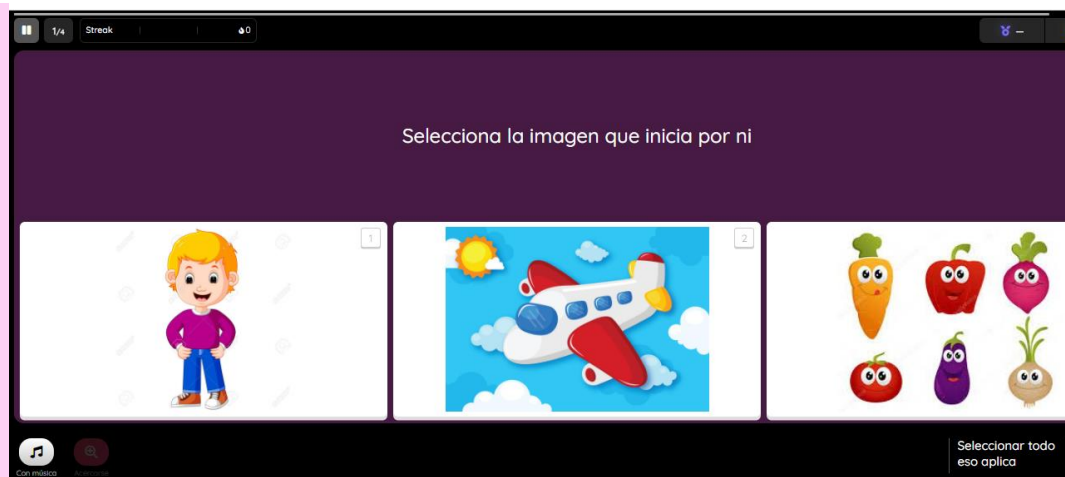 1/4
Streak
0
–
Selecciona la imagen que inicia por ni
1
2
Con música
Seleccionar todo
eso aplica